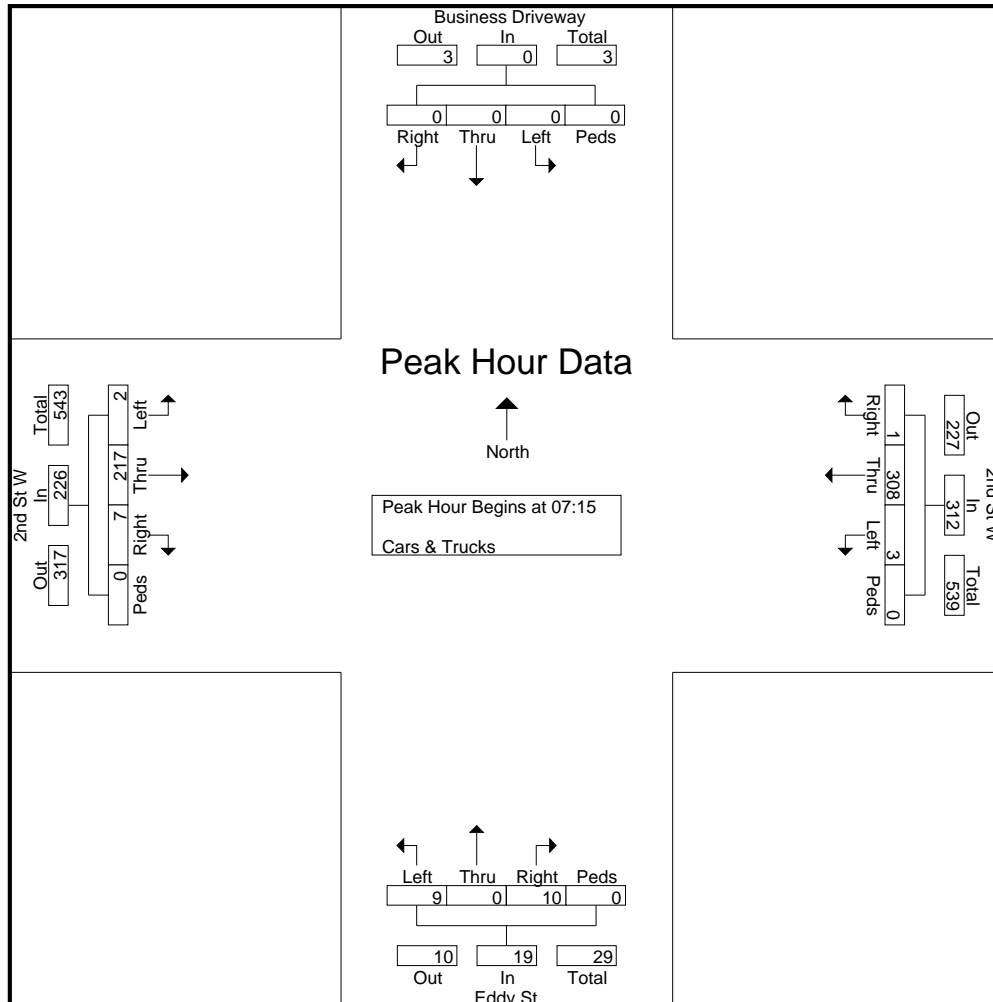 Business Driveway
Out In Total
3 0 3
0 0 0 0
Right Thru Left Peds
Peak Hour Data
North
Peak Hour Begins at 07:15
Cars & Trucks
2nd St W
Total In Out
543 226 317
2 217 7 0
Left Thru Right Peds
Right Thru Left Peds
1 308 3 0
Out In Total
227 312 539
2nd St W
Left Thru Right Peds
9 0 10 0
10 19 29
Out In Total
Eddy St